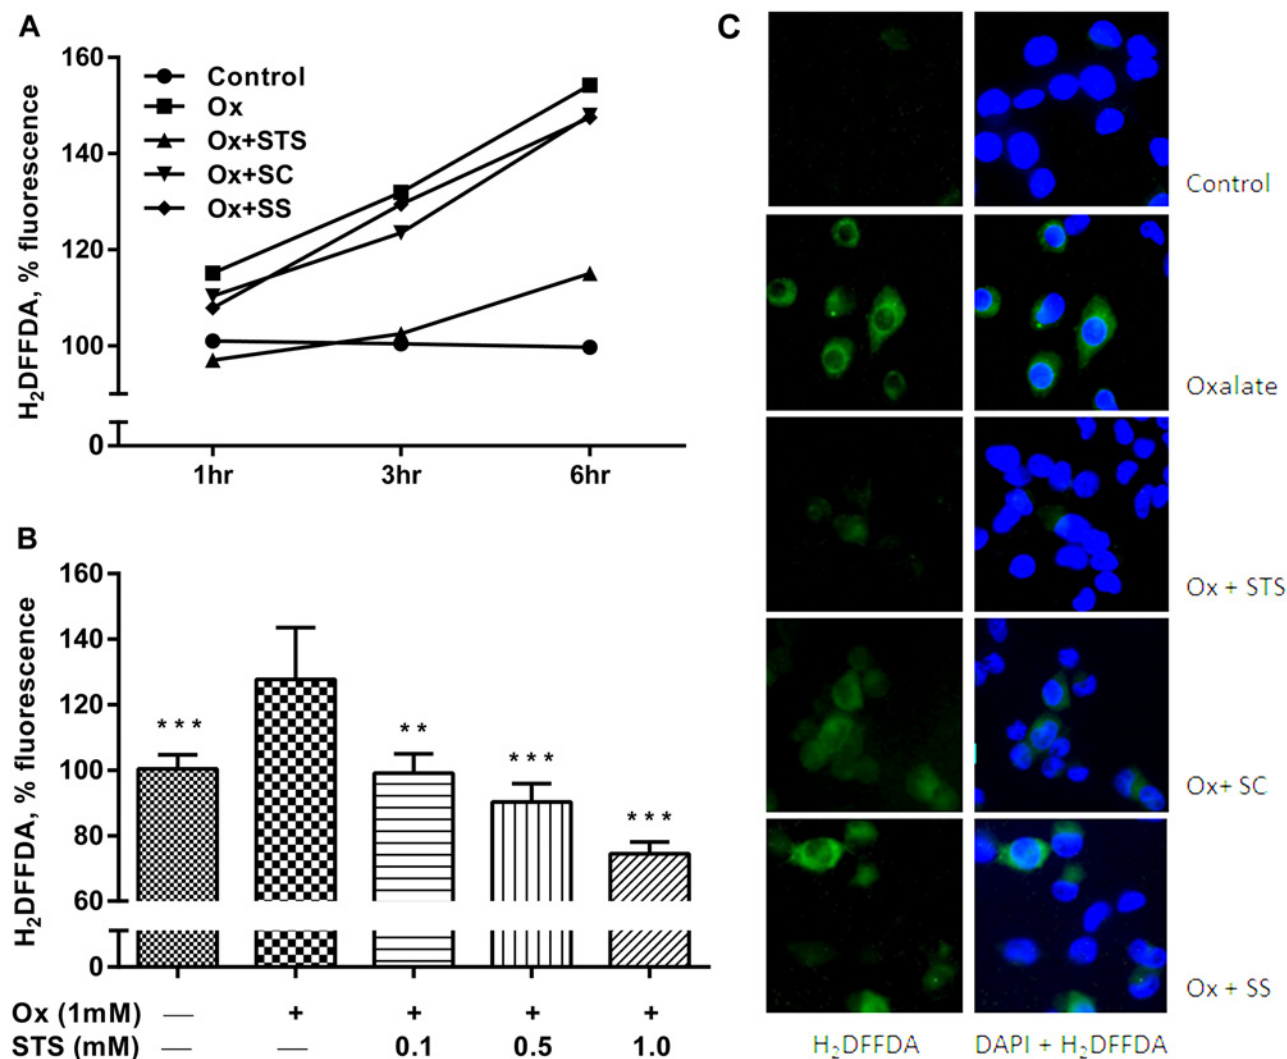 A
H₂DFFDA, % fluorescence
160
140
120
100
0
Control
Ox
Ox+STS
Ox+SC
Ox+SS
1hr 3hr 6hr
B
H₂DFFDA, % fluorescence
160
140
120
100
80
60
0
*** ** *** ***
Ox (1mM) — + + + +
STS (mM) — — 0.1 0.5 1.0
C
Control
Oxalate
Ox + STS
Ox+ SC
Ox + SS
H₂DFFDA DAPI + H₂DFFDA